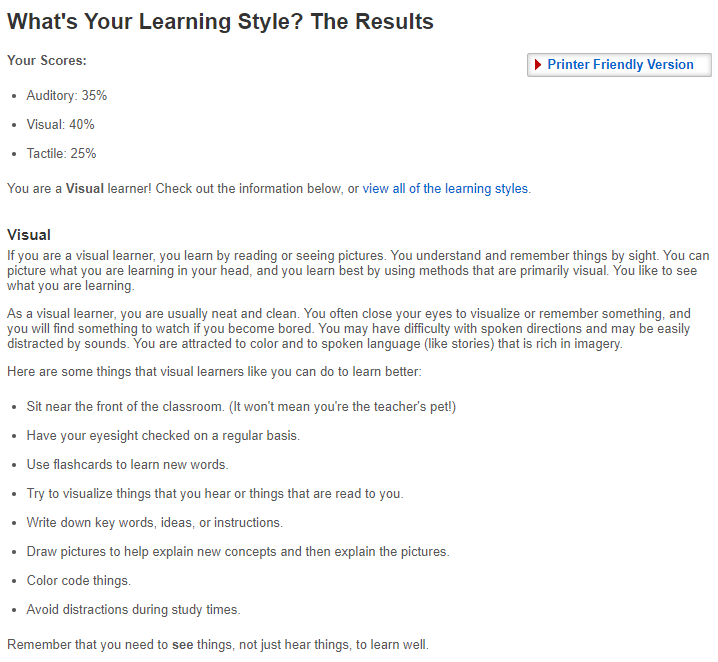 What's Your Learning Style? The Results
Your Scores:
Printer Friendly Version
• Auditory: 35%
• Visual: 40%
• Tactile: 25%
You are a Visual learner! Check out the information below, or view all of the learning styles.
Visual
If you are a visual learner, you learn by reading or seeing pictures. You understand and remember things by sight. You can
picture what you are learning in your head, and you learn best by using methods that are primarily visual. You like to see
what you are learning.
As a visual learner, you are usually neat and clean. You often close your eyes to visualize or remember something, and
you will find something to watch if you become bored. You may have difficulty with spoken directions and may be easily
distracted by sounds. You are attracted to color and to spoken language (like stories) that is rich in imagery.
Here are some things that visual learners like you can do to learn better:
• Sit near the front of the classroom. (It won't mean you're the teacher's pet!)
• Have your eyesight checked on a regular basis.
• Use flashcards to learn new words.
• Try to visualize things that you hear or things that are read to you.
• Write down key words, ideas, or instructions.
• Draw pictures to help explain new concepts and then explain the pictures.
• Color code things.
• Avoid distractions during study times.
Remember that you need to see things, not just hear things, to learn well.